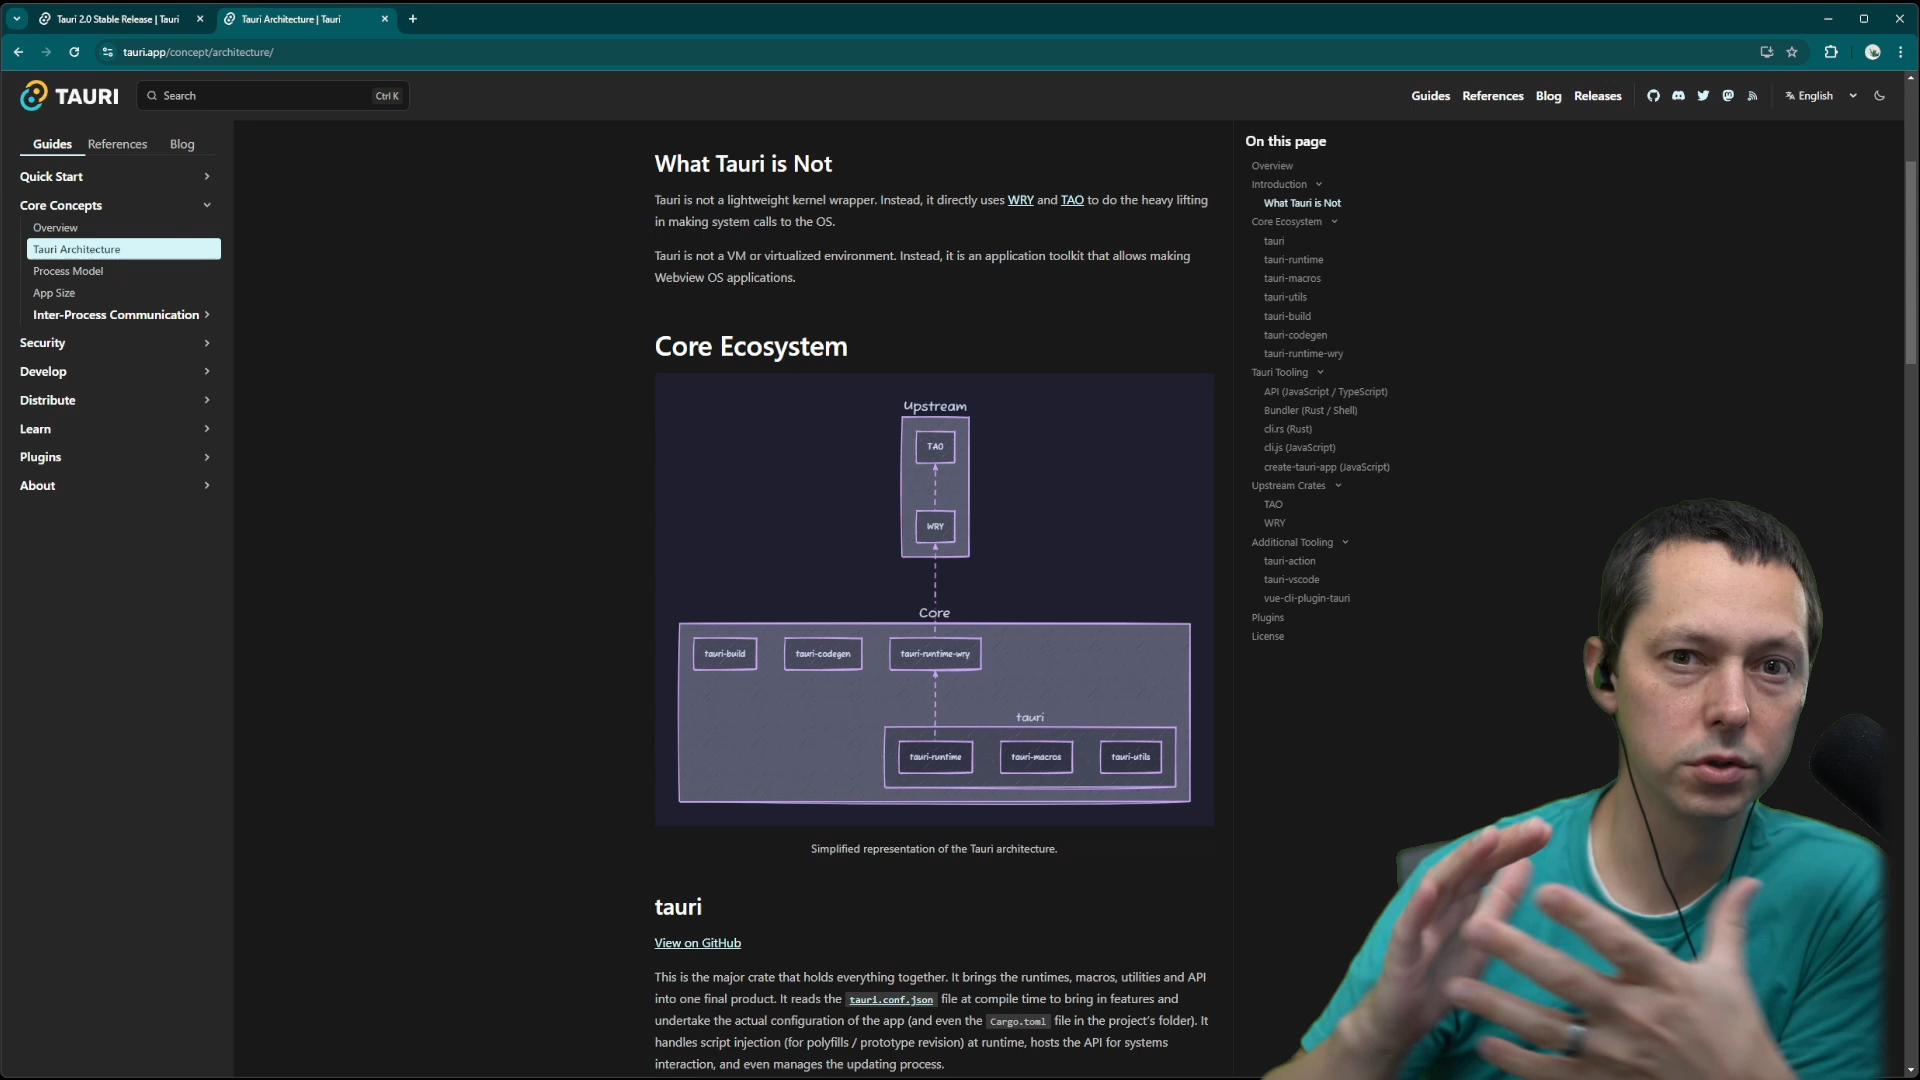 Tauri 2.0 Stable Release | Tauri
Tauri Architecture | Tauri
tauri.app/concept/architecture/
TAURI
Search
Ctrl K
Guides
References
Blog
Releases
English
Guides
References
Blog
Quick Start
Core Concepts
Overview
Tauri Architecture
Process Model
App Size
Inter-Process Communication
Security
Develop
Distribute
Learn
Plugins
About
What Tauri is Not
Tauri is not a lightweight kernel wrapper. Instead, it directly uses WRY and TAO to do the heavy lifting
in making system calls to the OS.
Tauri is not a VM or virtualized environment. Instead, it is an application toolkit that allows making
Webview OS applications.
Core Ecosystem
Upstream
TAO
WRY
Core
tauri-build
tauri-codegen
tauri-runtime-wry
tauri
tauri-runtime
tauri-macros
tauri-utils
Simplified representation of the Tauri architecture.
tauri
View on GitHub
This is the major crate that holds everything together. It brings the runtimes, macros, utilities and API
into one final product. It reads the tauri.conf.json file at compile time to bring in features and
undertake the actual configuration of the app (and even the Cargo.toml file in the project's folder). It
handles script injection (for polyfills / prototype revision) at runtime, hosts the API for systems
interaction, and even manages the updating process.
On this page
Overview
Introduction
What Tauri is Not
Core Ecosystem
tauri
tauri-runtime
tauri-macros
tauri-utils
tauri-build
tauri-codegen
tauri-runtime-wry
Tauri Tooling
API (JavaScript / TypeScript)
Bundler (Rust / Shell)
cli.rs (Rust)
cli.js (JavaScript)
create-tauri-app (JavaScript)
Upstream Crates
TAO
WRY
Additional Tooling
tauri-action
tauri-vscode
vue-cli-plugin-tauri
Plugins
License